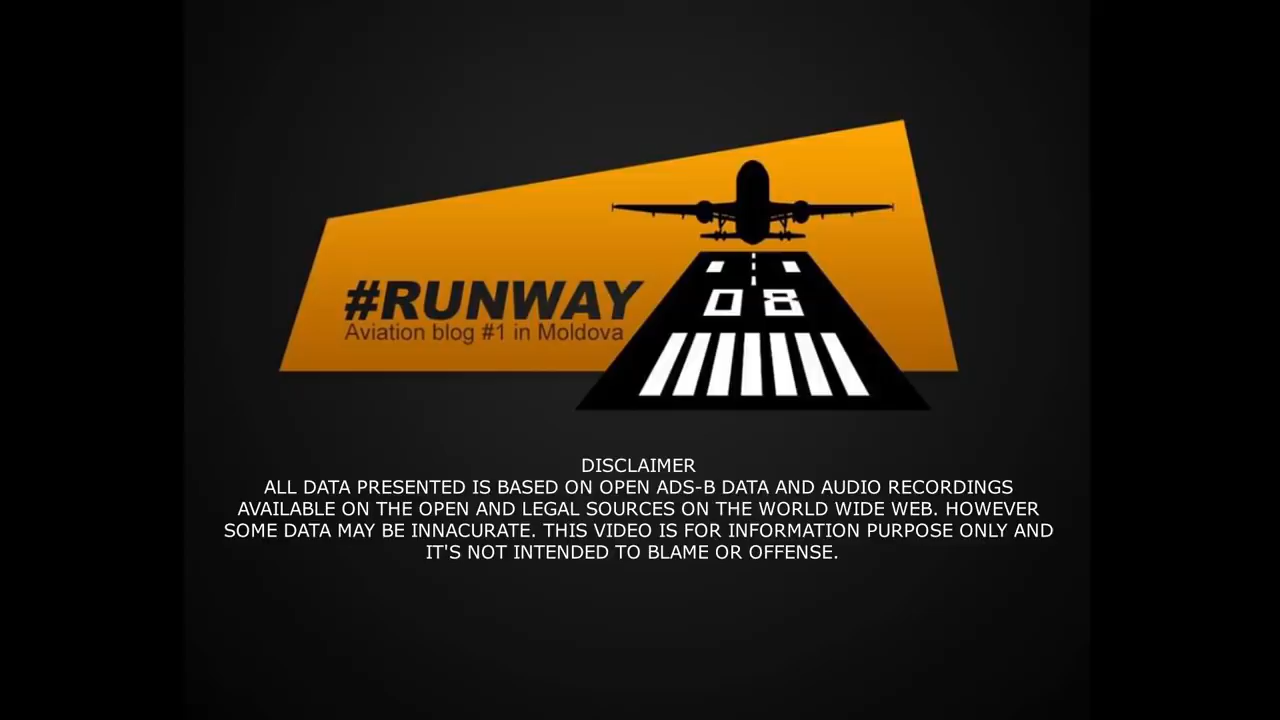 #RUNWAY
Aviation blog #1 in Moldova
08
DISCLAIMER
ALL DATA PRESENTED IS BASED ON OPEN ADS-B DATA AND AUDIO RECORDINGS
AVAILABLE ON THE OPEN AND LEGAL SOURCES ON THE WORLD WIDE WEB. HOWEVER
SOME DATA MAY BE INNACURATE. THIS VIDEO IS FOR INFORMATION PURPOSE ONLY AND
IT'S NOT INTENDED TO BLAME OR OFFENSE.